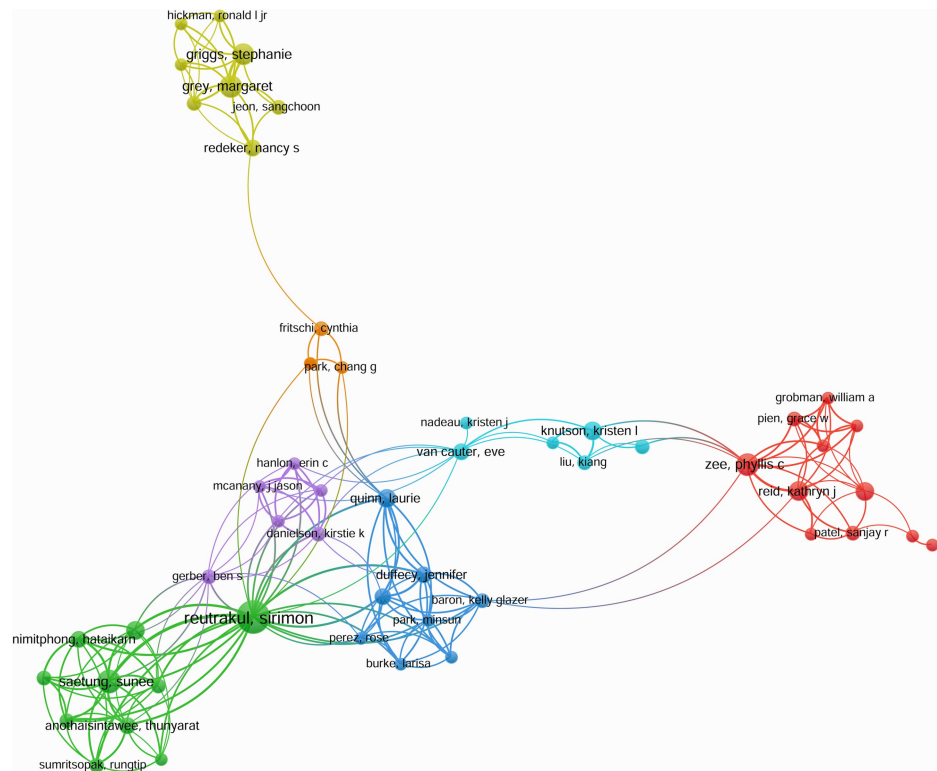 hickman, ronald l jr
griggs, stephanie
grey, margaret
jeon, sangchoon
redeker, nancy s
fritschi, cynthia
park, chang g
grobman, william a
pien, grace w
nadeau, kristen j
knutson, kristen l
van cauter, eve
liu, kiang
zee, phyllis c
hanlon, erin c
mcanany, j jason
quinn, laurie
reid, kathryn j
danielson, kirstie k
patel, sanjay r
gerber, ben s
duffecy, jennifer
baron, kelly glazer
reutrakul, sirimon
park, minsun
nimitphong, hataikarn
perez, rose
burke, larisa
saetung, sunee
anothaisintawee, thunyarat
sumritsopak, rungtip